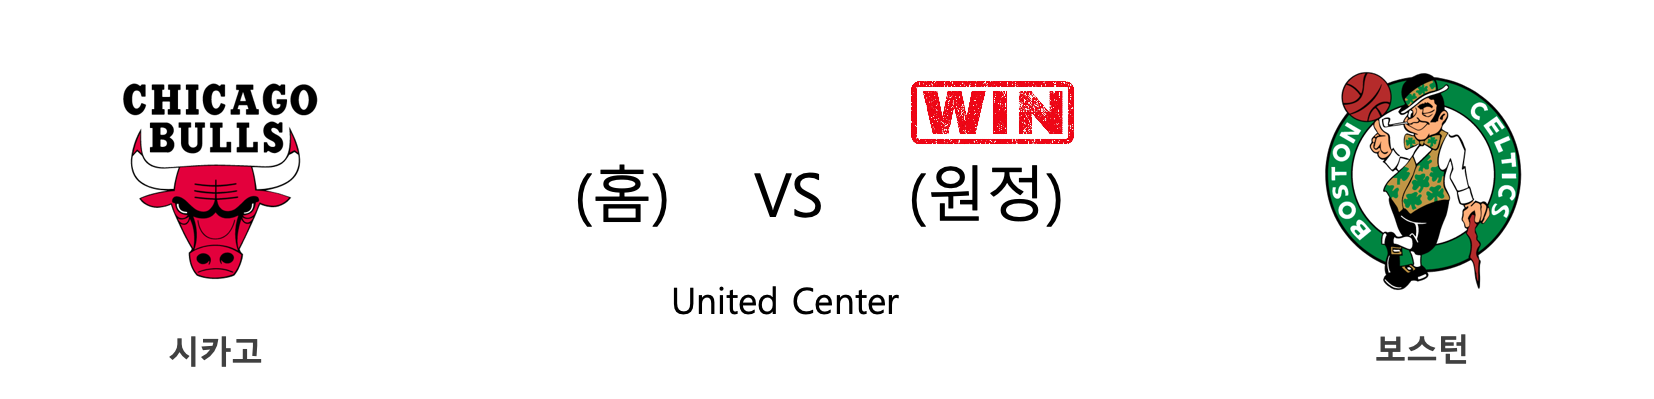 CHICAGO
BULLS
WIN
(홈) VS (원정)
BOSTON CELTICS
United Center
시카고
보스턴